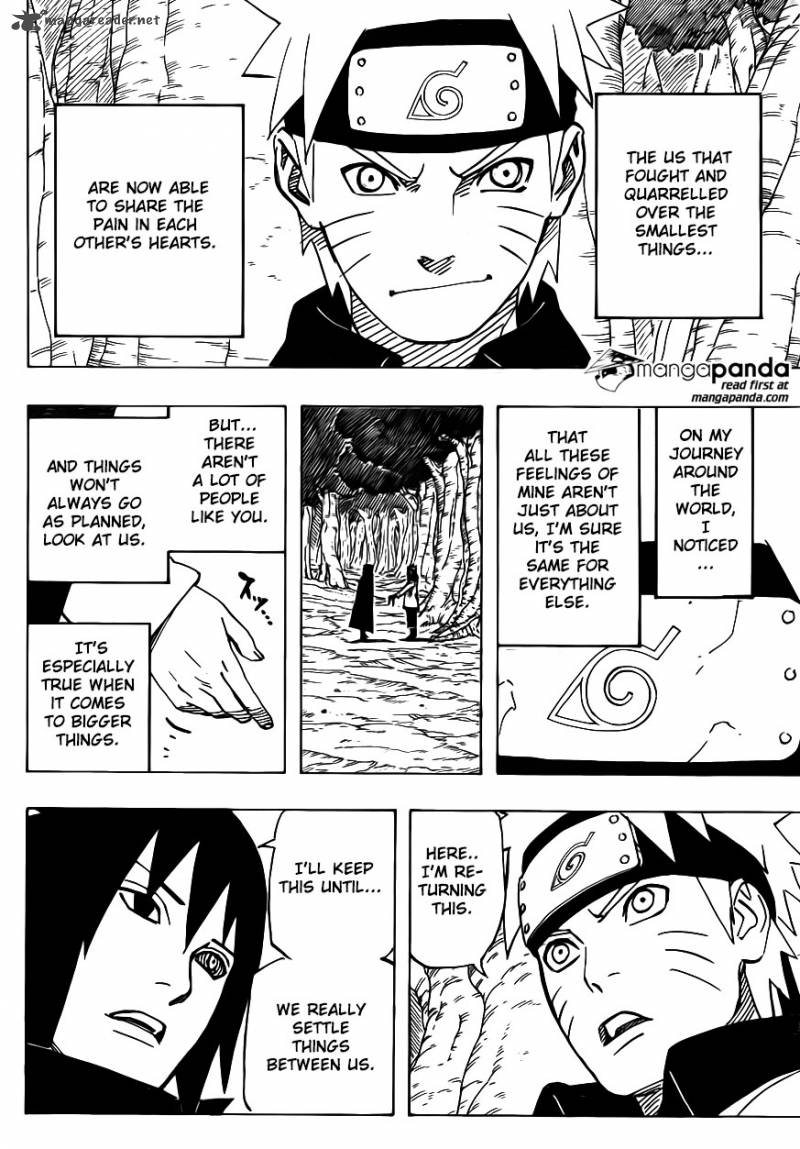 mangareader.net
THE US THAT
FOUGHT AND
QUARRELLED
OVER THE
SMALLEST
THINGS...
ARE NOW ABLE
TO SHARE THE
PAIN IN EACH
OTHER'S HEARTS.
mangapanda
read first at
mangapanda.com
ON MY
JOURNEY
AROUND
THE
WORLD,
I
NOTICED
...
THAT
ALL THESE
FEELINGS OF
MINE AREN'T
JUST ABOUT
US, I'M SURE
IT'S THE
SAME FOR
EVERYTHING
ELSE.
BUT...
THERE
AREN'T
A LOT OF
PEOPLE
LIKE YOU.
AND THINGS
WON'T
ALWAYS GO
AS PLANNED,
LOOK AT US.
ズッ...
IT'S
ESPECIALLY
TRUE WHEN
IT COMES
TO BIGGER
THINGS.
HERE..
I'M RE-
TURNING
THIS.
I'LL KEEP
THIS UNTIL...
WE REALLY
SETTLE
THINGS
BETWEEN US.